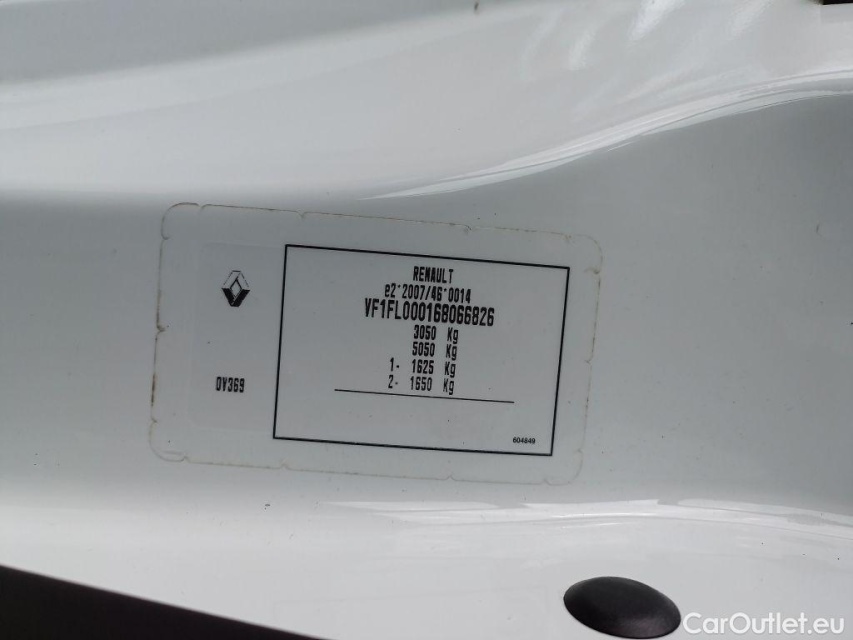 RENAULT
e2*2007/46*0014
VF1FL000168066826
3050 Kg
5050 Kg
1- 1625 Kg
2- 1650 Kg
DV369
604849
CarOutlet.eu